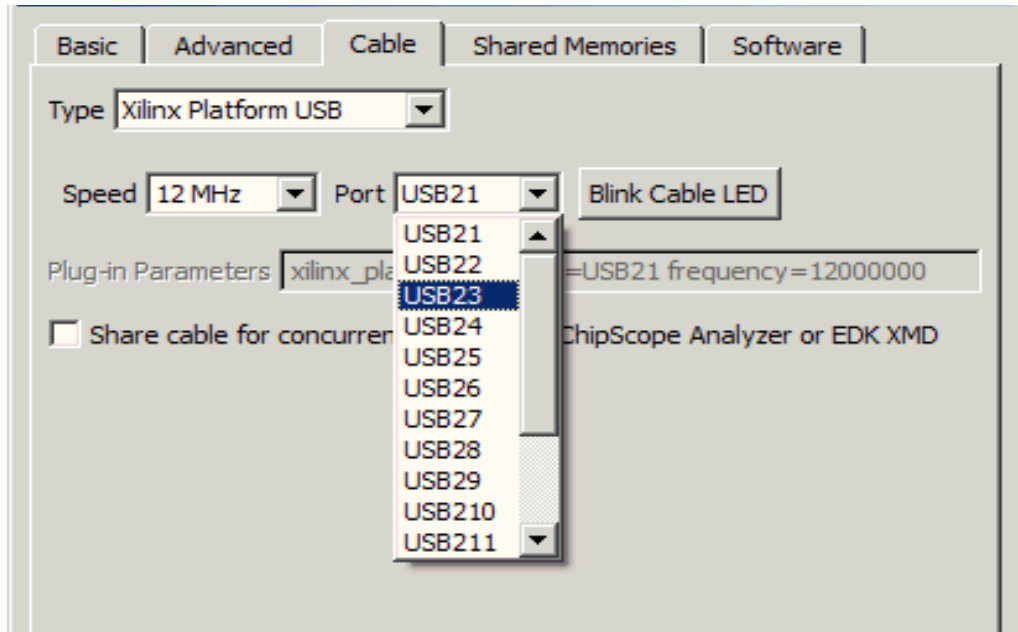 Basic Advanced Cable Shared Memories Software
Type Xilinx Platform USB
Speed 12 MHz Port USB21 Blink Cable LED
USB21
USB22
Plug-in Parameters xilinx_pla =USB21 frequency=12000000
USB23
USB24
Share cable for concurren ChipScope Analyzer or EDK XMD
USB25
USB26
USB27
USB28
USB29
USB210
USB211